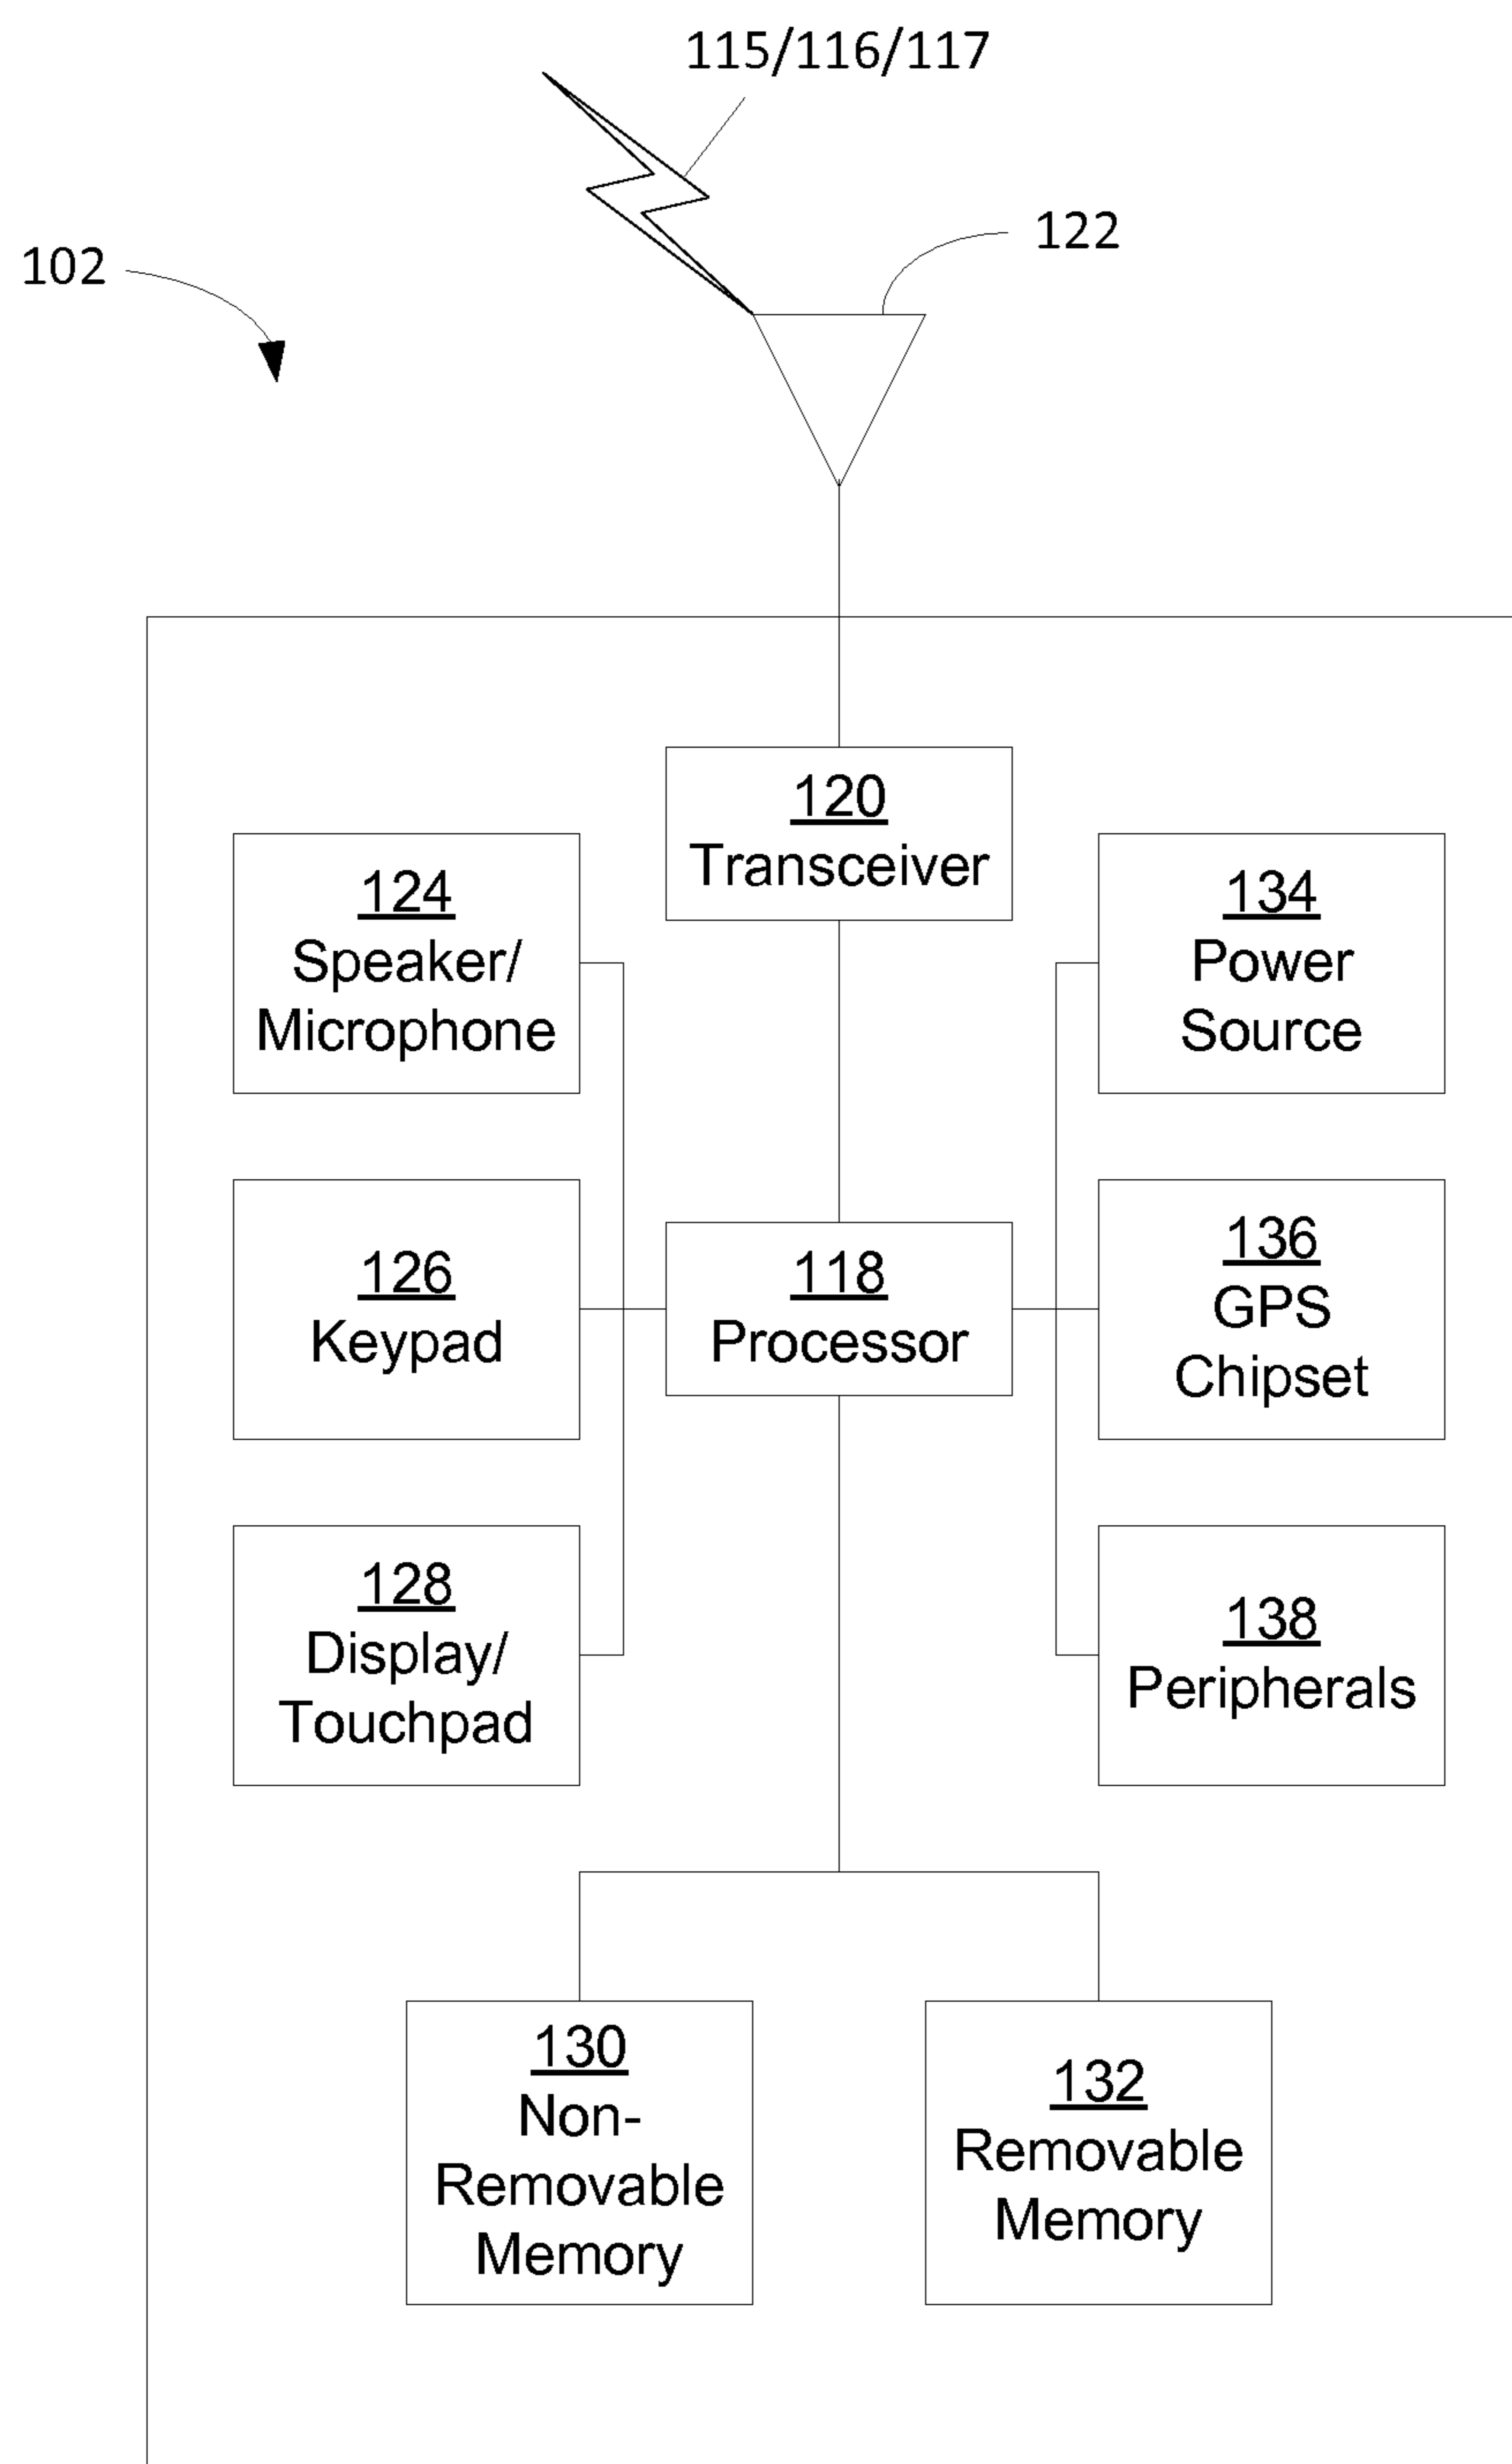 115/116/117
122
102
120
Transceiver
124
Speaker/
Microphone
134
Power
Source
126
Keypad
118
Processor
136
GPS
Chipset
128
Display/
Touchpad
138
Peripherals
130
Non-
Removable
Memory
132
Removable
Memory